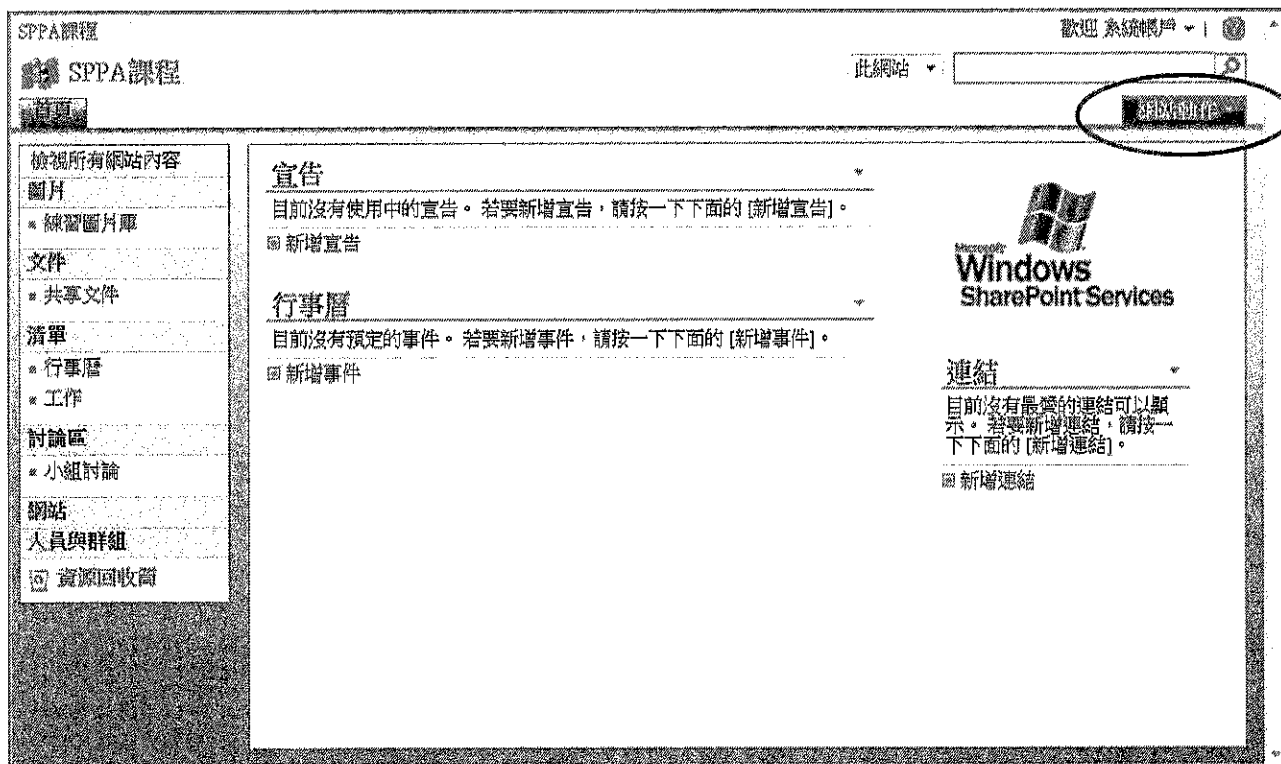 SPPA課程
歡迎 系統帳戶
SPPA課程
此網站
首頁
網站動作
檢視所有網站內容
圖片
練習圖片庫
文件
共享文件
清單
行事曆
工作
討論區
小組討論
網站
人員與群組
資源回收筒
宣告
目前沒有使用中的宣告。 若要新增宣告，請按一下下面的 [新增宣告]。
新增宣告
行事曆
目前沒有預定的事件。 若要新增事件，請按一下下面的 [新增事件]。
新增事件
Microsoft
Windows
SharePoint Services
連結
目前沒有最愛的連結可以顯
示。 若要新增連結，請按一
下下面的 [新增連結]。
新增連結